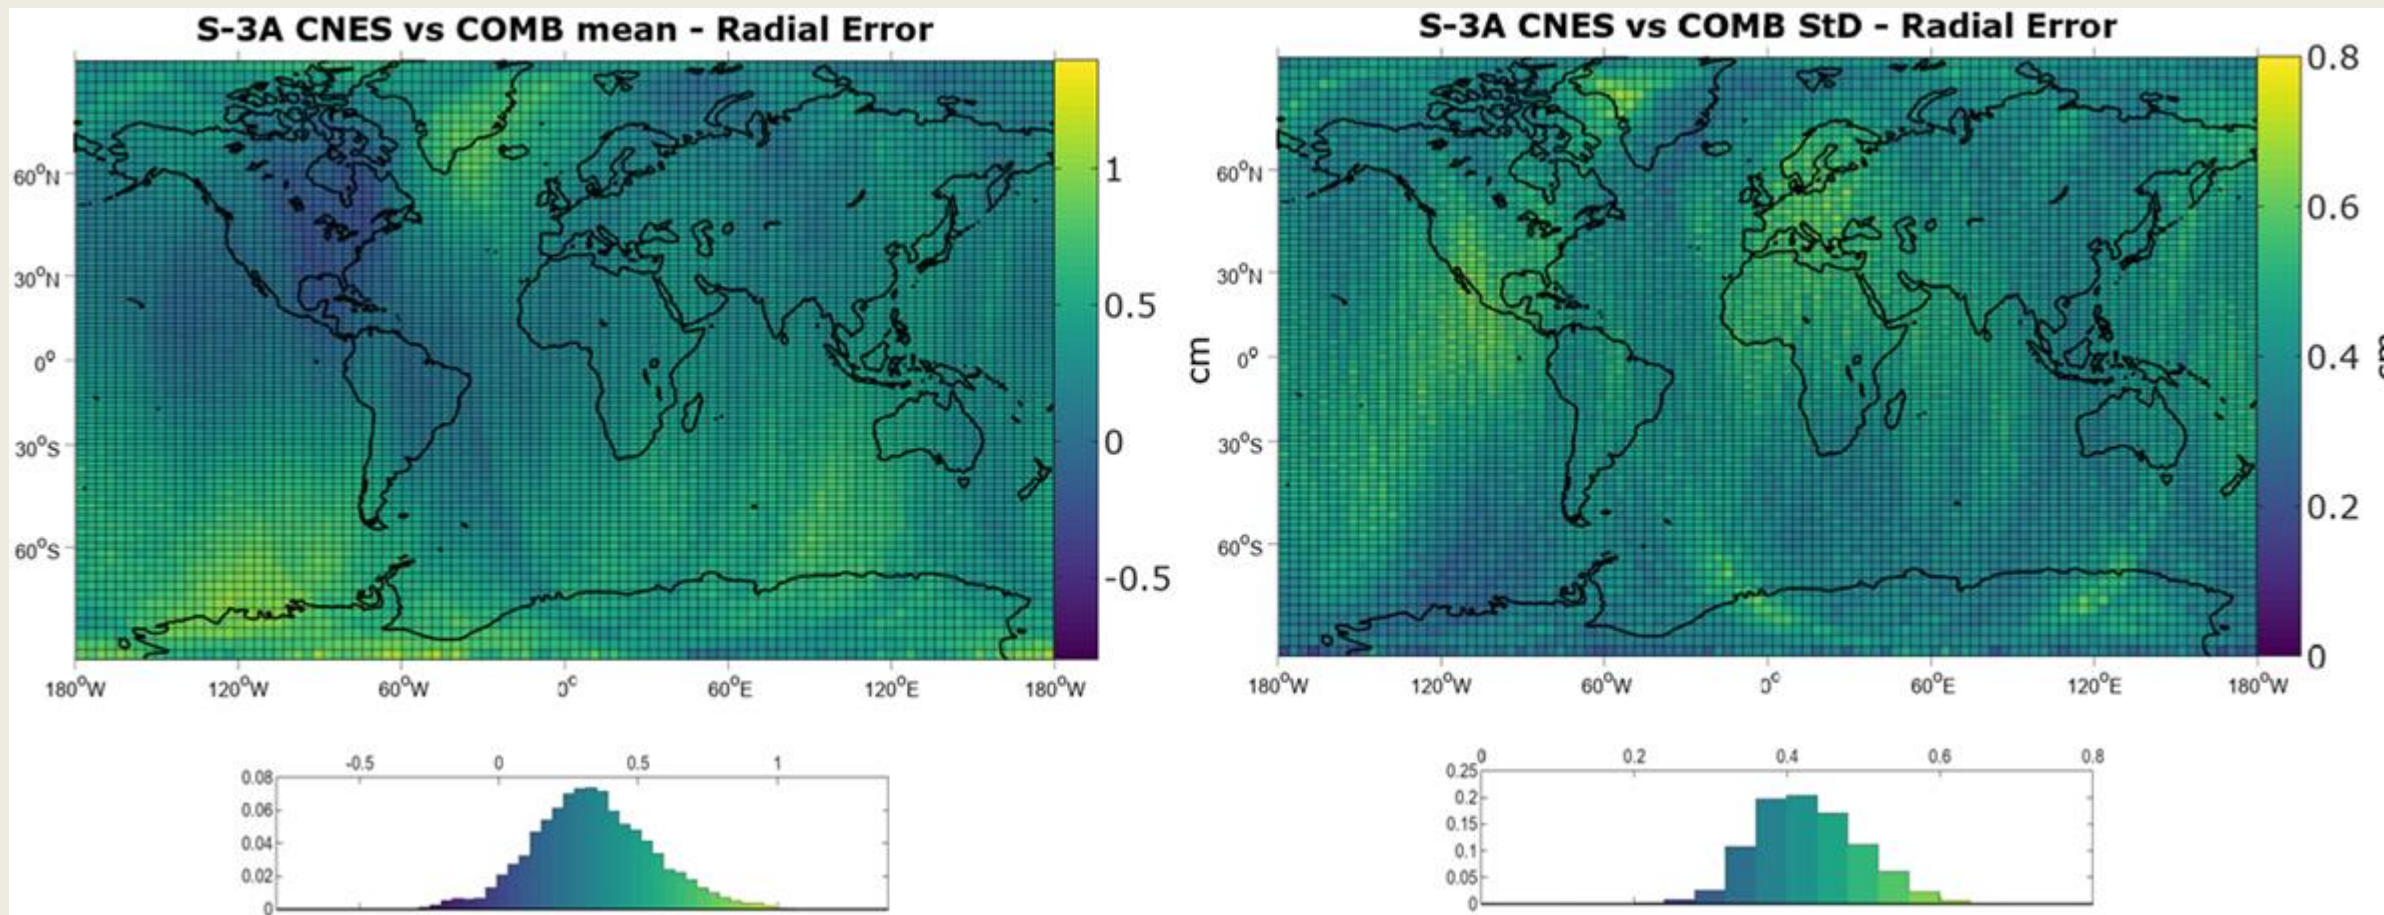 S-3A CNES vs COMB mean - Radial Error
60°N
30°N
0°
30°S
60°S
180°W 120°W 60°W 0° 60°E 120°E 180°W
1
0.5
0
-0.5
cm
-0.5 0 0.5 1
0.08
0.06
0.04
0.02
0
S-3A CNES vs COMB StD - Radial Error
60°N
30°N
0°
30°S
60°S
180°W 120°W 60°W 0° 60°E 120°E 180°W
0.8
0.6
0.4
0.2
0
0 0.2 0.4 0.6 0.8
0.25
0.2
0.15
0.1
0.05
0